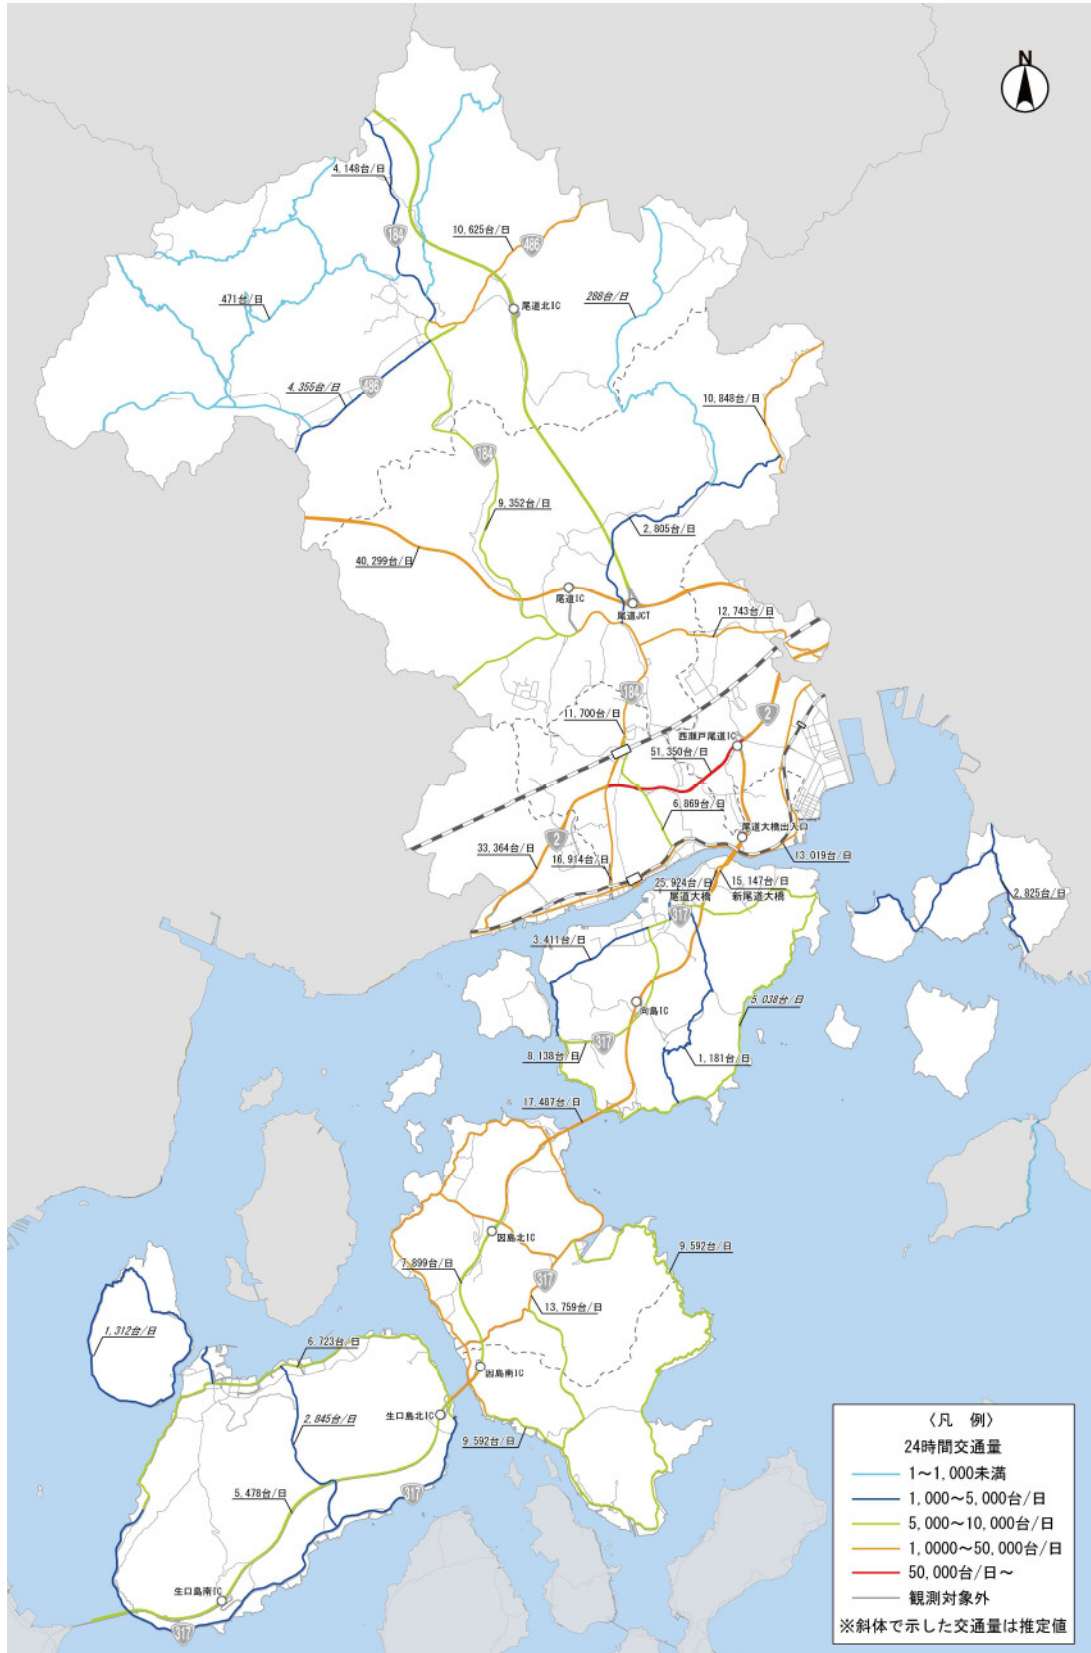 N
4,148台/日
184
10,625台/日
486
471台/日
288台/日
尾道北IC
4,355台/日
486
10,848台/日
184
9,352台/日
2,805台/日
40,299台/日
尾道IC
尾道JCT
12,743台/日
184
11,700台/日
2
西瀬戸尾道IC
51,350台/日
6,869台/日
尾道大橋出入口
2
33,364台/日
16,914台/日
13,019台/日
25,924台/日
尾道大橋
15,147台/日
新尾道大橋
2,825台/日
317
3,411台/日
5,038台/日
向島IC
317
8,138台/日
1,181台/日
17,487台/日
因島北IC
9,592台/日
7,899台/日
317
13,759台/日
1,312台/日
6,723台/日
因島南IC
生口島北IC
2,845台/日
9,592台/日
5,478台/日
317
生口島南IC
317
〈凡 例〉
24時間交通量
1～1,000未満
1,000～5,000台/日
5,000～10,000台/日
1,0000～50,000台/日
50,000台/日～
観測対象外
※斜体で示した交通量は推定値